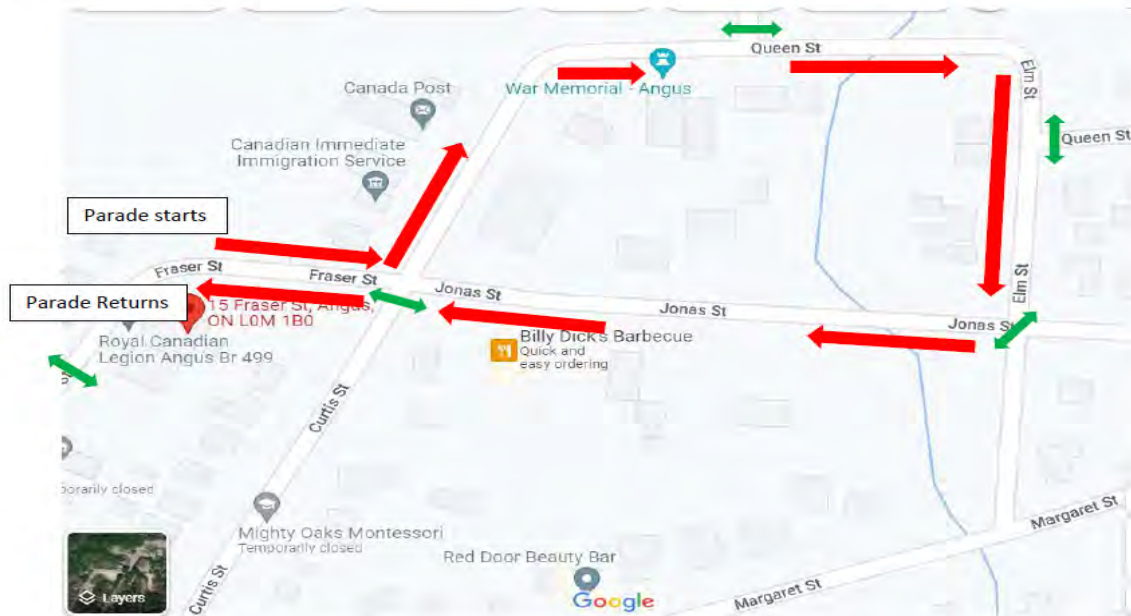 Queen St
War Memorial - Angus
Elm St
Canada Post
Canadian Immediate
Immigration Service
Queen St
Parade starts
Fraser St
Fraser St
Parade Returns
15 Fraser St, Angus,
ON L0M 1B0
Jonas St
Jonas St
Jonas St
Elm St
Royal Canadian
Legion Angus Br 499
Billy Dick's Barbecue
Quick and
easy ordering
Curtis St
porarily closed
Mighty Oaks Montessori
Temporarily closed
Margaret St
Red Door Beauty Bar
Layers
Curtis St
Google
Margaret St